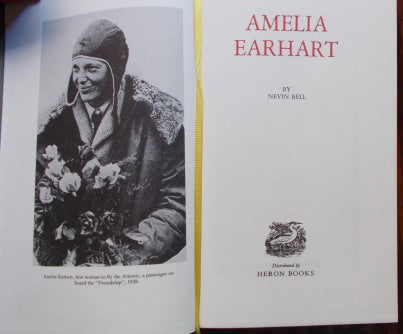 Amelia Earhart, first woman to fly the Atlantic, a passenger on
board the "Friendship", 1928.
AMELIA
EARHART
BY
NEVIN BELL
Distributed by
HERON BOOKS